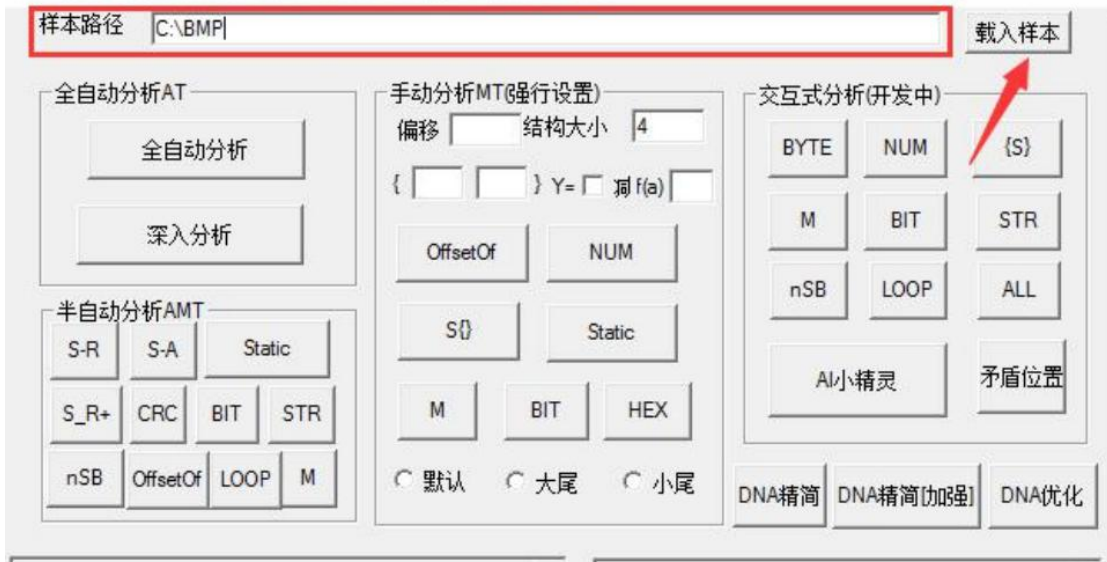 样本路径 C:\BMP 载入样本
全自动分析AT
全自动分析
深入分析
半自动分析AMT
S-R S-A Static
S_R+ CRC BIT STR
nSB OffsetOf LOOP M
手动分析MT(强行设置)
偏移 结构大小 4
{ } Y= 减 f(a)
OffsetOf NUM
S{} Static
M BIT HEX
默认 大尾 小尾
交互式分析(开发中)
BYTE NUM {S}
M BIT STR
nSB LOOP ALL
AI小精灵 矛盾位置
DNA精简 DNA精简[加强] DNA优化